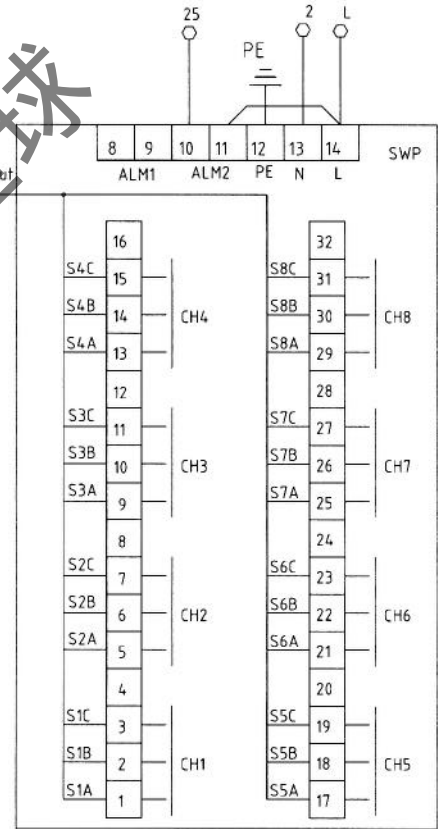 25 2 L
PE
8 9 10 11 12 13 14 SWP
ALM1 ALM2 PE N L
16 32
S4C 15 S8C 31
S4B 14 CH4 S8B 30 CH8
S4A 13 S8A 29
12 28
S3C 11 S7C 27
S3B 10 CH3 S7B 26 CH7
S3A 9 S7A 25
8 24
S2C 7 S6C 23
S2B 6 CH2 S6B 22 CH6
S2A 5 S6A 21
4 20
S1C 3 S5C 19
S1B 2 CH1 S5B 18 CH5
S1A 1 S5A 17
球